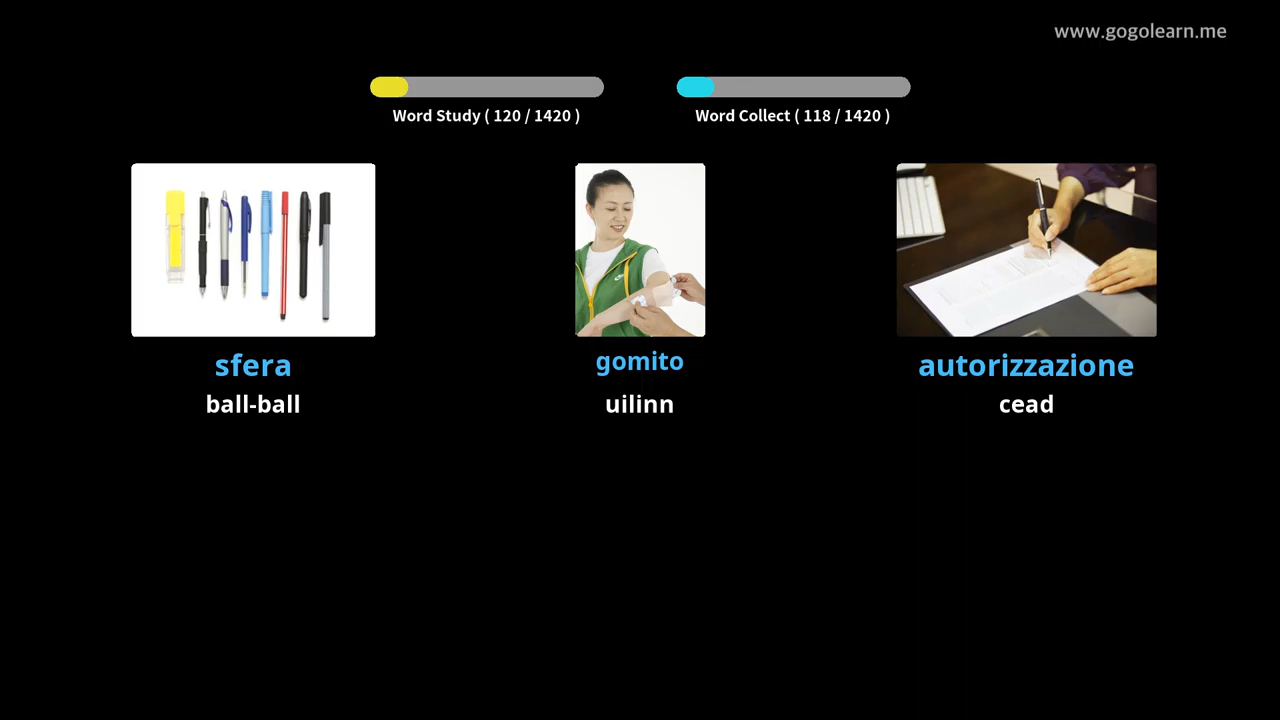 www.gogolearn.me
Word Study ( 120 / 1420 )
Word Collect ( 118 / 1420 )
sfera
gomito
autorizzazione
ball-ball
uilinn
cead